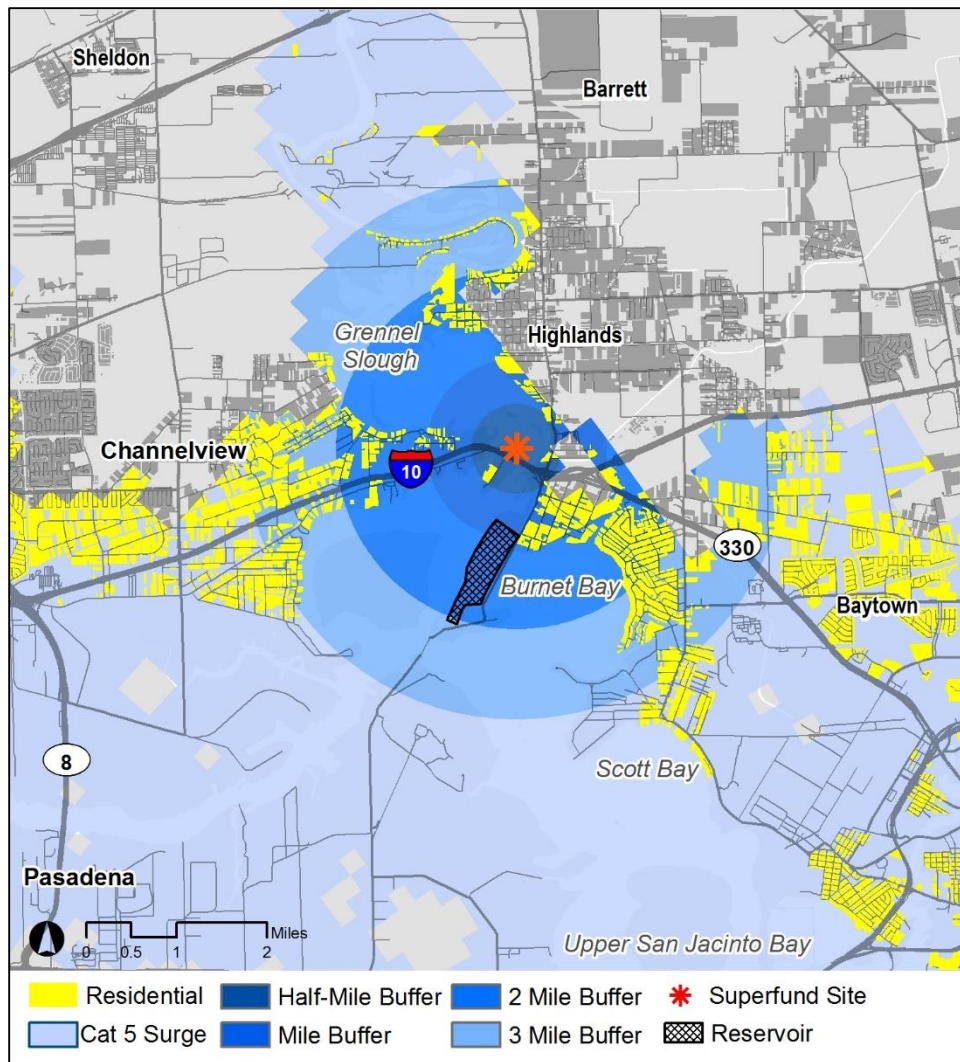 Sheldon
Barrett
Grennel
Slough
Highlands
Channelview
10
330
Burnet Bay
Baytown
8
Scott Bay
Pasadena
0 0.5 1 2 Miles
Upper San Jacinto Bay
Residential Half-Mile Buffer 2 Mile Buffer Superfund Site
Cat 5 Surge Mile Buffer 3 Mile Buffer Reservoir